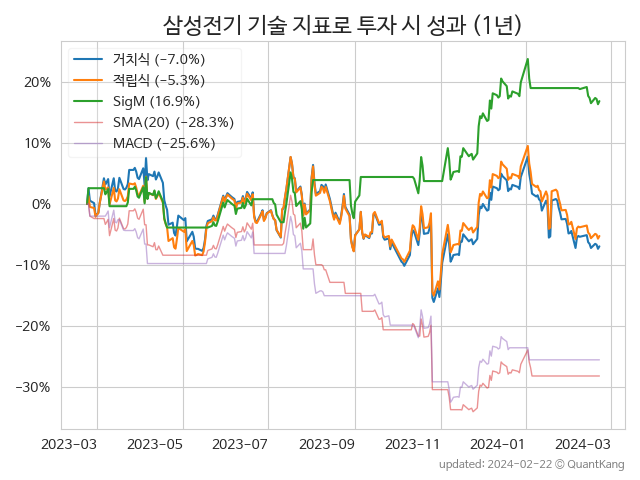 삼성전기 기술 지표로 투자 시 성과 (1년)
거치식 (−7.0%)
적립식 (−5.3%)
SigM (16.9%)
SMA(20) (−28.3%)
MACD (−25.6%)
20%
10%
0%
−10%
−20%
−30%
2023-03 2023-05 2023-07 2023-09 2023-11 2024-01 2024-03
updated: 2024-02-22 © QuantKang